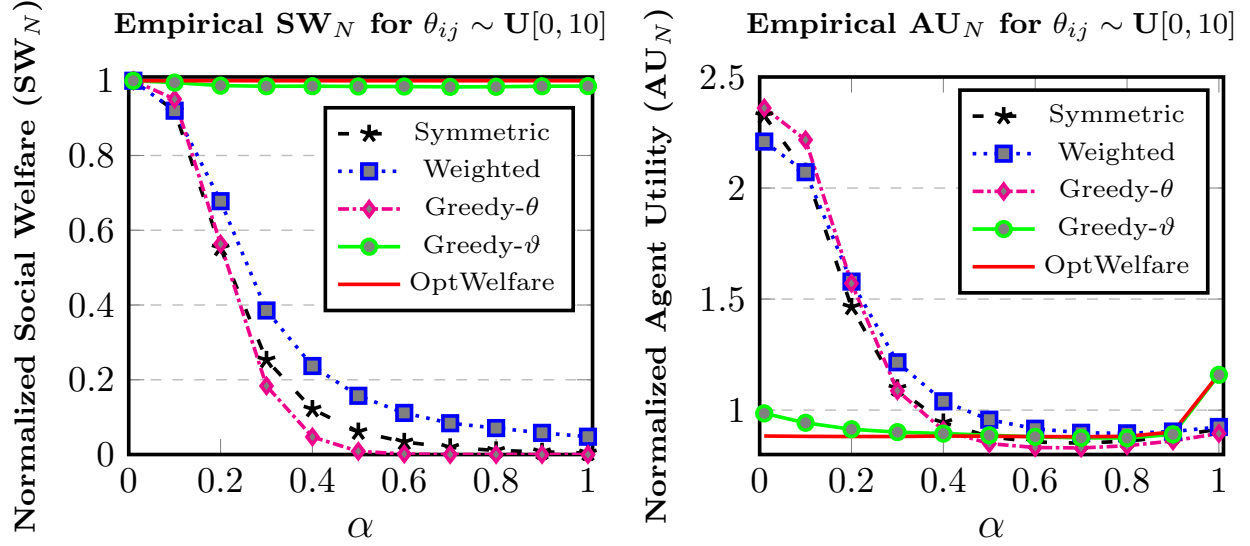 Empirical SW_N for θ_ij ∼ U[0, 10]
Normalized Social Welfare (SW_N)
1
0.8
0.6
0.4
0.2
0
0 0.2 0.4 0.6 0.8 1
α
Symmetric
Weighted
Greedy-θ
Greedy-ϑ
OptWelfare
Empirical AU_N for θ_ij ∼ U[0, 10]
Normalized Agent Utility (AU_N)
2.5
2
1.5
1
0 0.2 0.4 0.6 0.8 1
α
Symmetric
Weighted
Greedy-θ
Greedy-ϑ
OptWelfare